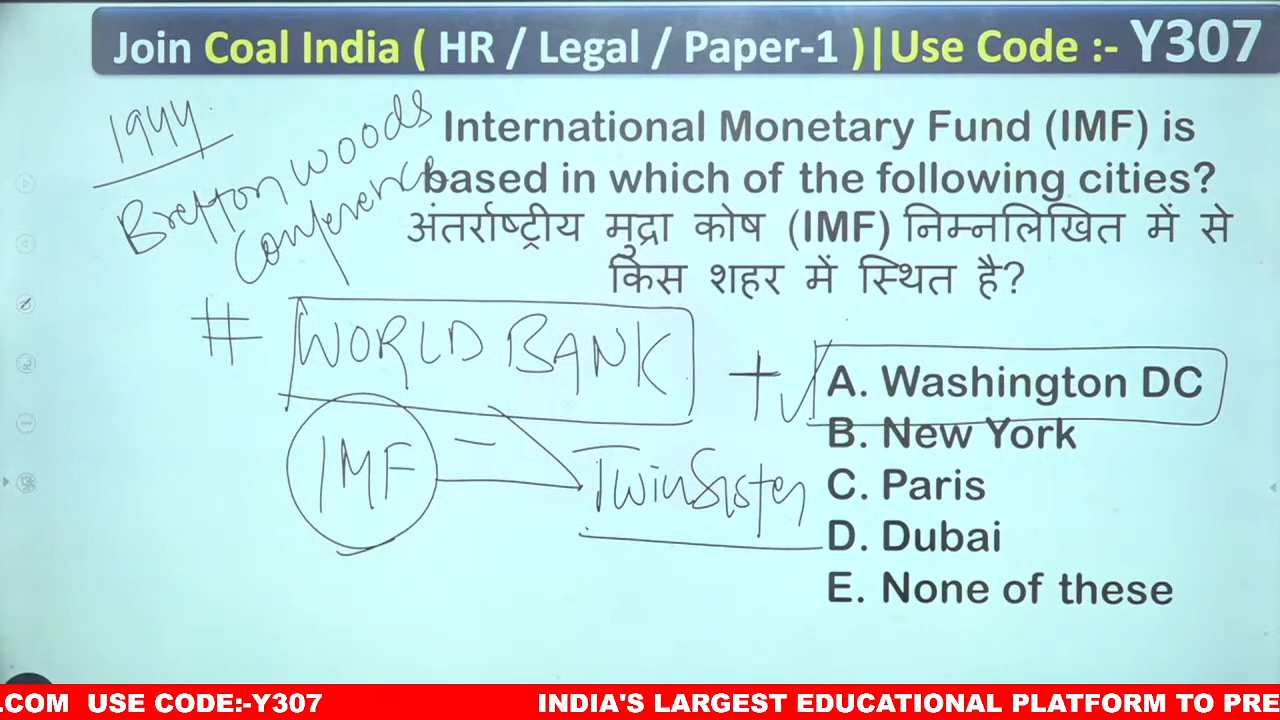 Join Coal India ( HR / Legal / Paper-1 )|Use Code :- Y307
1944
Bretton woods
Conference
International Monetary Fund (IMF) is
based in which of the following cities?
अंतर्राष्ट्रीय मुद्रा कोष (IMF) निम्नलिखित में से
किस शहर में स्थित है?
# WORLD BANK +
IMF - TwinSister
A. Washington DC
B. New York
C. Paris
D. Dubai
E. None of these
.COM USE CODE:-Y307 INDIA'S LARGEST EDUCATIONAL PLATFORM TO PRE